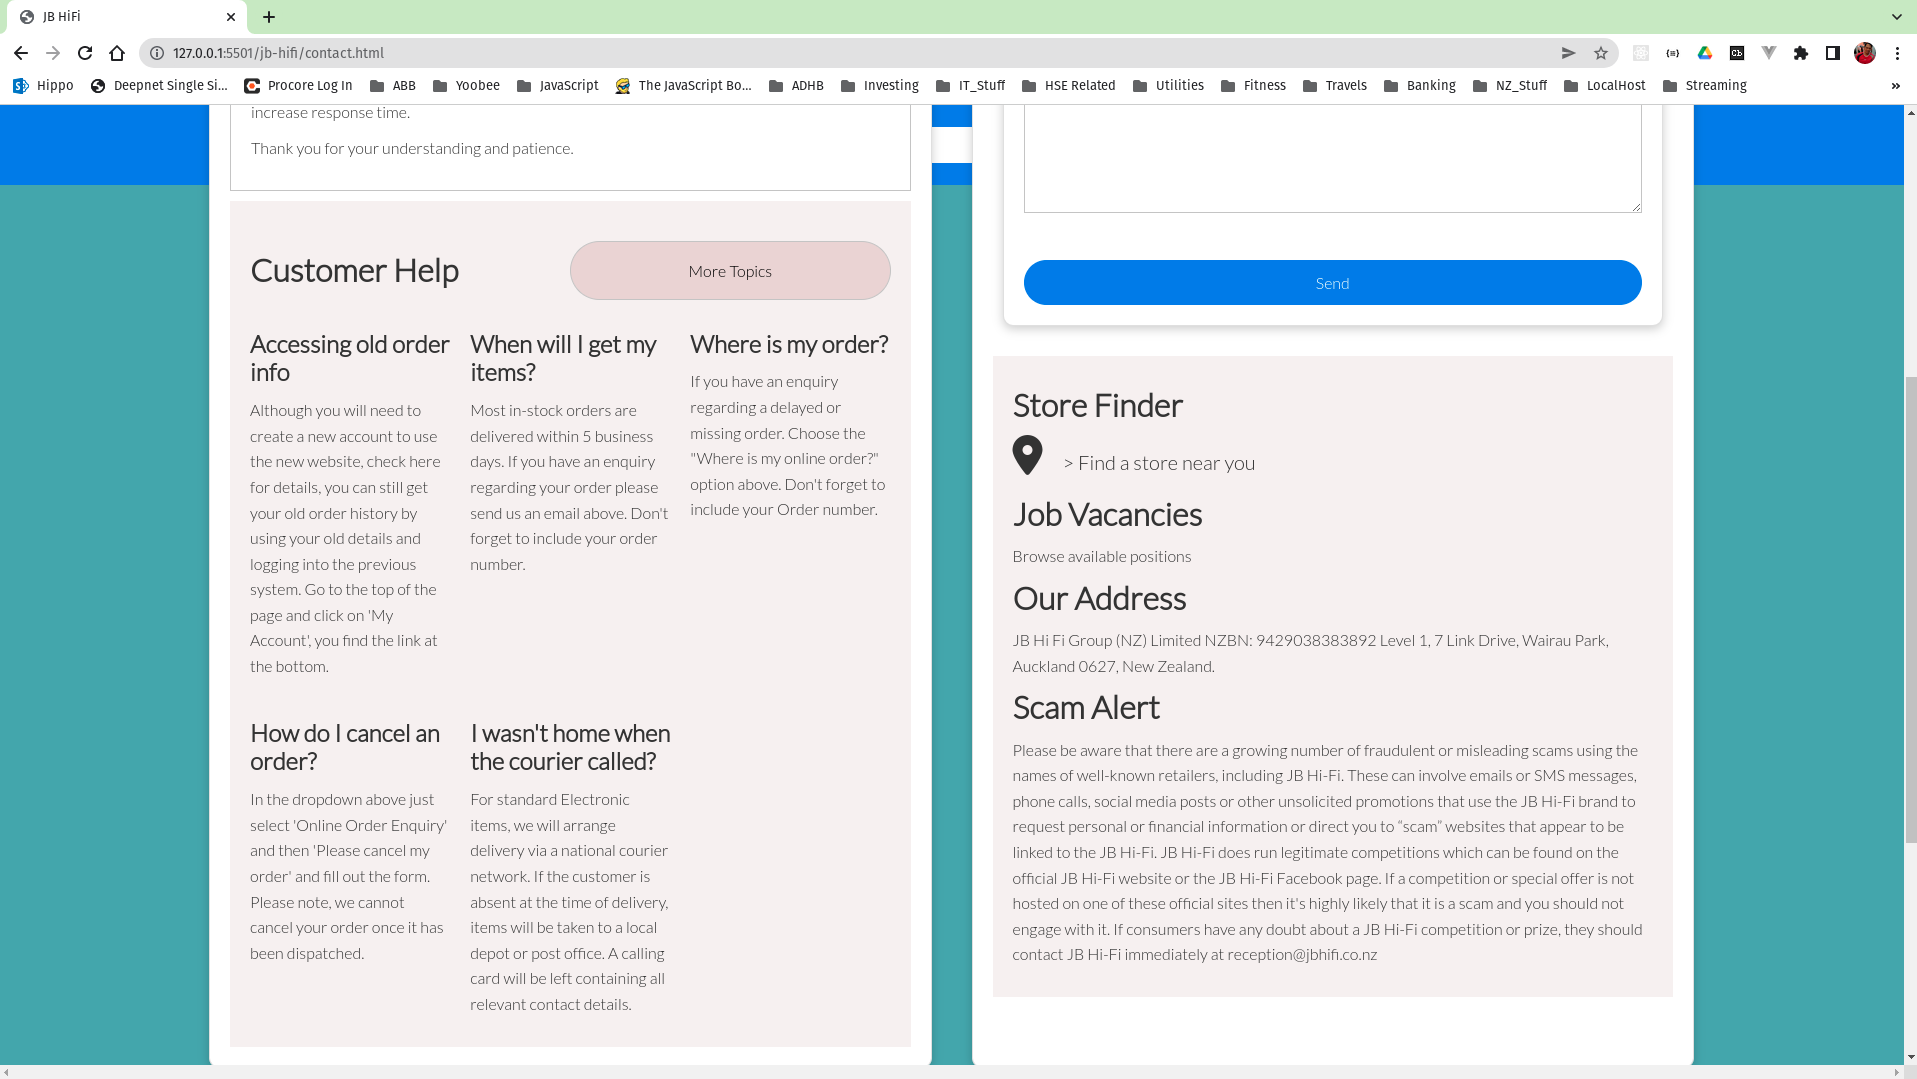 JB HiFi
127.0.0.1:5501/jb-hifi/contact.html
Hippo
Deepnet Single Si...
Procore Log In
ABB
Yoobee
JavaScript
The JavaScript Bo...
ADHB
Investing
IT_Stuff
HSE Related
Utilities
Fitness
Travels
Banking
NZ_Stuff
LocalHost
Streaming
»
increase response time.
Thank you for your understanding and patience.
Customer Help
More Topics
Accessing old order
info
Although you will need to
create a new account to use
the new website, check here
for details, you can still get
your old order history by
using your old details and
logging into the previous
system. Go to the top of the
page and click on 'My
Account', you find the link at
the bottom.
When will I get my
items?
Most in-stock orders are
delivered within 5 business
days. If you have an enquiry
regarding your order please
send us an email above. Don't
forget to include your order
number.
Where is my order?
If you have an enquiry
regarding a delayed or
missing order. Choose the
"Where is my online order?"
option above. Don't forget to
include your Order number.
How do I cancel an
order?
In the dropdown above just
select 'Online Order Enquiry'
and then 'Please cancel my
order' and fill out the form.
Please note, we cannot
cancel your order once it has
been dispatched.
I wasn't home when
the courier called?
For standard Electronic
items, we will arrange
delivery via a national courier
network. If the customer is
absent at the time of delivery,
items will be taken to a local
depot or post office. A calling
card will be left containing all
relevant contact details.
Send
Store Finder
> Find a store near you
Job Vacancies
Browse available positions
Our Address
JB Hi Fi Group (NZ) Limited NZBN: 9429038383892 Level 1, 7 Link Drive, Wairau Park,
Auckland 0627, New Zealand.
Scam Alert
Please be aware that there are a growing number of fraudulent or misleading scams using the
names of well-known retailers, including JB Hi-Fi. These can involve emails or SMS messages,
phone calls, social media posts or other unsolicited promotions that use the JB Hi-Fi brand to
request personal or financial information or direct you to “scam” websites that appear to be
linked to the JB Hi-Fi. JB Hi-Fi does run legitimate competitions which can be found on the
official JB Hi-Fi website or the JB Hi-Fi Facebook page. If a competition or special offer is not
hosted on one of these official sites then it's highly likely that it is a scam and you should not
engage with it. If consumers have any doubt about a JB Hi-Fi competition or prize, they should
contact JB Hi-Fi immediately at reception@jbhifi.co.nz